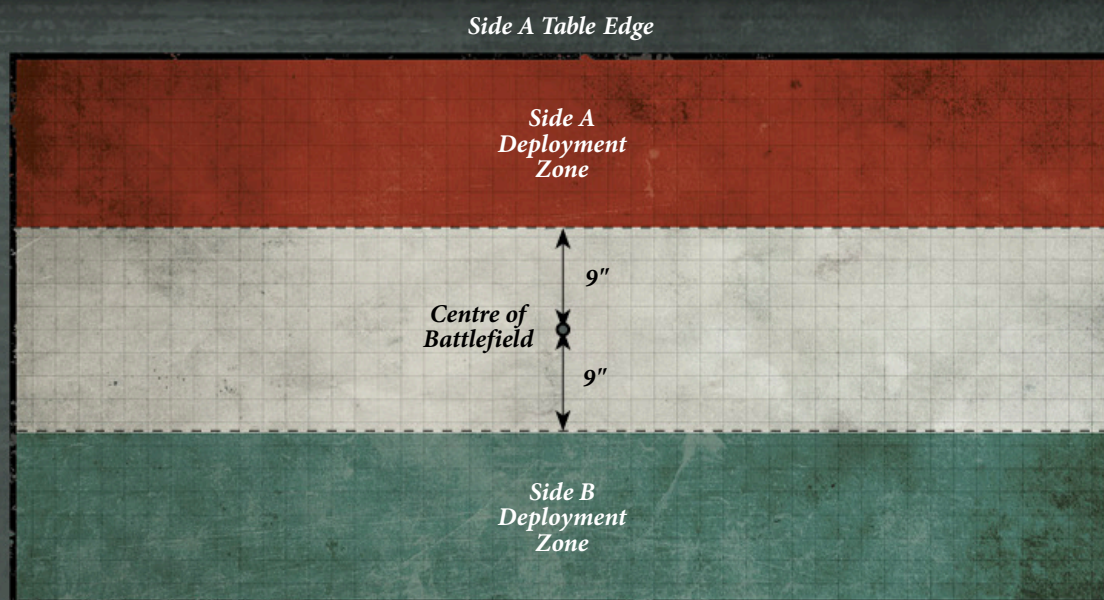 Side A Table Edge
Side A
Deployment
Zone
9″
Centre of
Battlefield
9″
Side B
Deployment
Zone